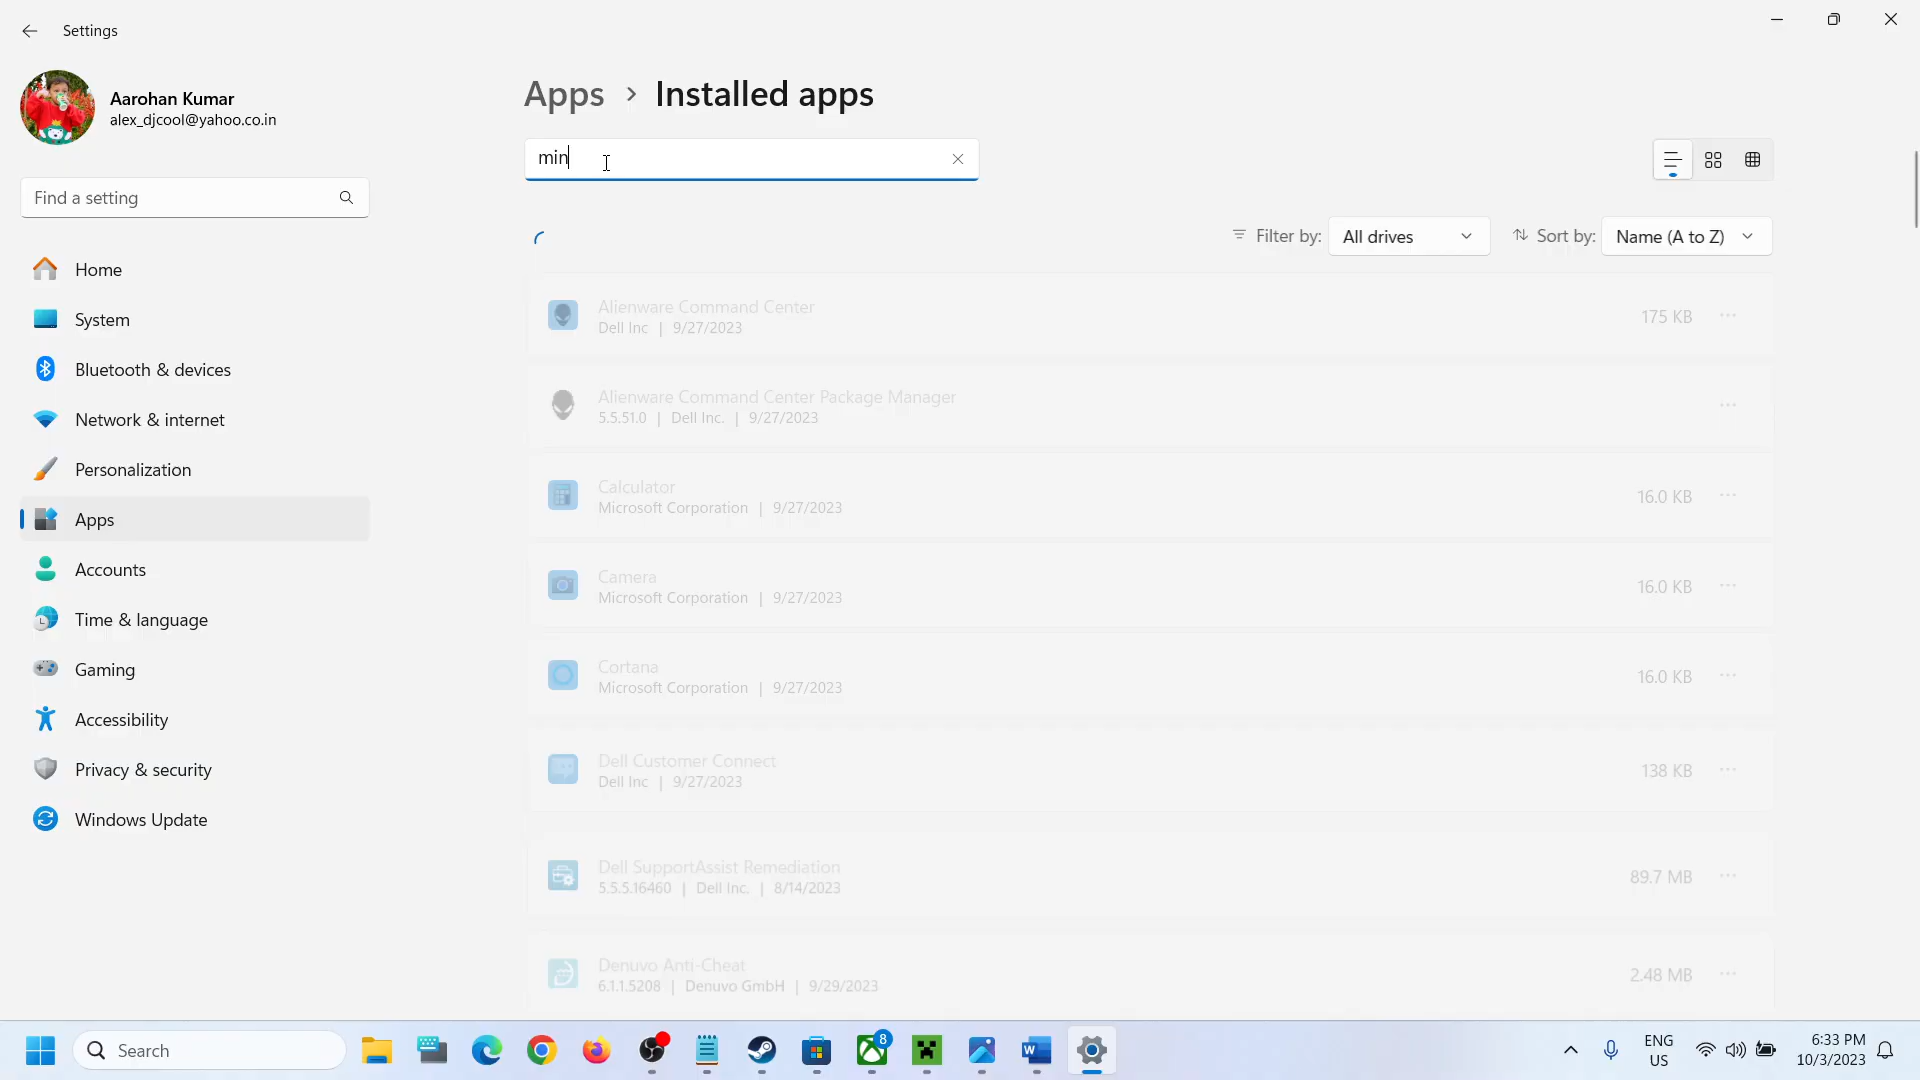 Settings
Aarohan Kumar
alex_djcool@yahoo.co.in
Find a setting
Home
System
Bluetooth & devices
Network & internet
Personalization
Apps
Accounts
Time & language
Gaming
Accessibility
Privacy & security
Windows Update
Apps > Installed apps
min
Filter by: All drives Sort by: Name (A to Z)
Alienware Command Center
Dell Inc | 9/27/2023
175 KB
Alienware Command Center Package Manager
5.5.51.0 | Dell Inc. | 9/27/2023
Calculator
Microsoft Corporation | 9/27/2023
16.0 KB
Camera
Microsoft Corporation | 9/27/2023
16.0 KB
Cortana
Microsoft Corporation | 9/27/2023
16.0 KB
Dell Customer Connect
Dell Inc | 9/27/2023
138 KB
Dell SupportAssist Remediation
5.5.5.16460 | Dell Inc. | 8/14/2023
89.7 MB
Denuvo Anti-Cheat
6.1.1.5208 | Denuvo GmbH | 9/29/2023
2.48 MB
Search
8
ENG
US
6:33 PM
10/3/2023